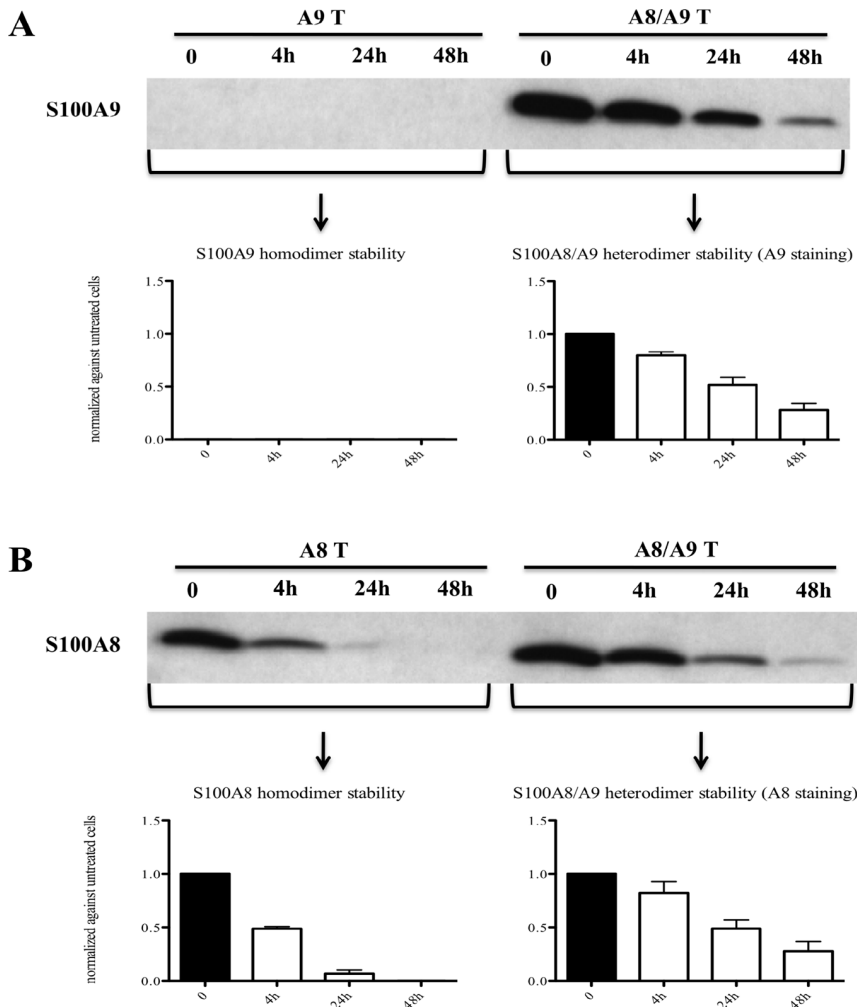 A
A9 T
A8/A9 T
0 4h 24h 48h 0 4h 24h 48h
S100A9
S100A9 homodimer stability
S100A8/A9 heterodimer stability (A9 staining)
normalized against untreated cells
1.5
1.0
0.5
0.0
0 4h 24h 48h
1.5
1.0
0.5
0.0
0 4h 24h 48h
B
A8 T
A8/A9 T
0 4h 24h 48h 0 4h 24h 48h
S100A8
S100A8 homodimer stability
S100A8/A9 heterodimer stability (A8 staining)
normalized against untreated cells
1.5
1.0
0.5
0.0
0 4h 24h 48h
1.5
1.0
0.5
0.0
0 4h 24h 48h